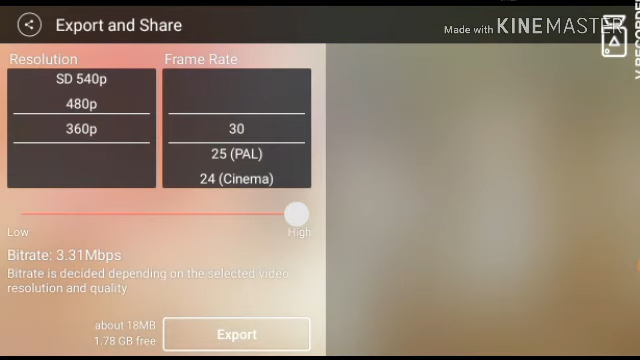 Export and Share
Made with KINEMASTER
Resolution
Frame Rate
SD 540p
480p
360p
30
25 (PAL)
24 (Cinema)
Low
High
Bitrate: 3.31Mbps
Bitrate is decided depending on the selected video
resolution and quality
about 18MB
1.78 GB free
Export